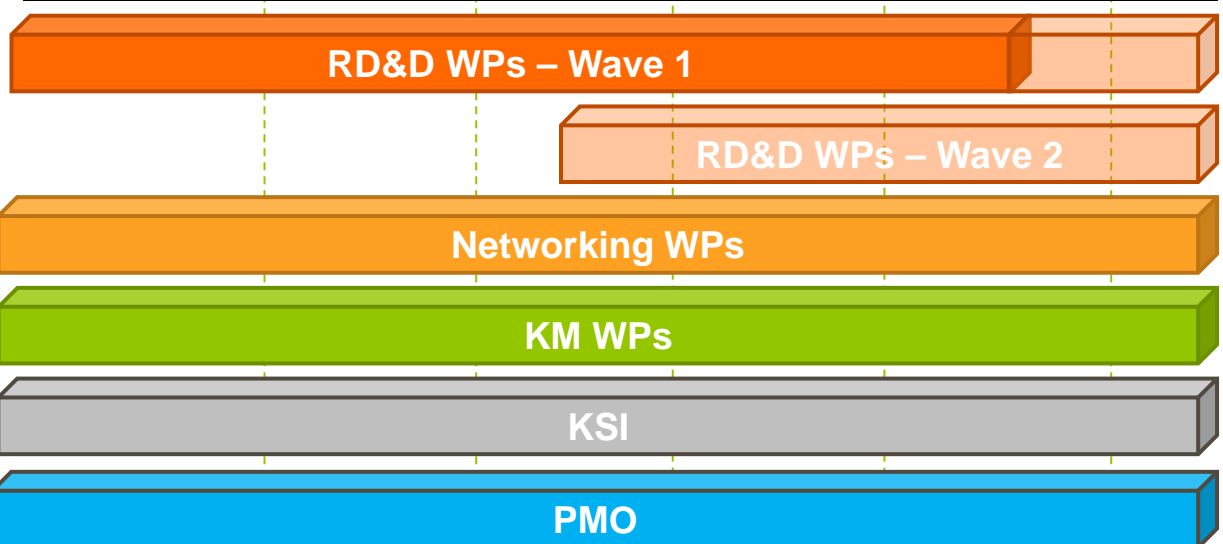 RD&D WPs – Wave 1
RD&D WPs – Wave 2
Networking WPs
KM WPs
KSI
PMO